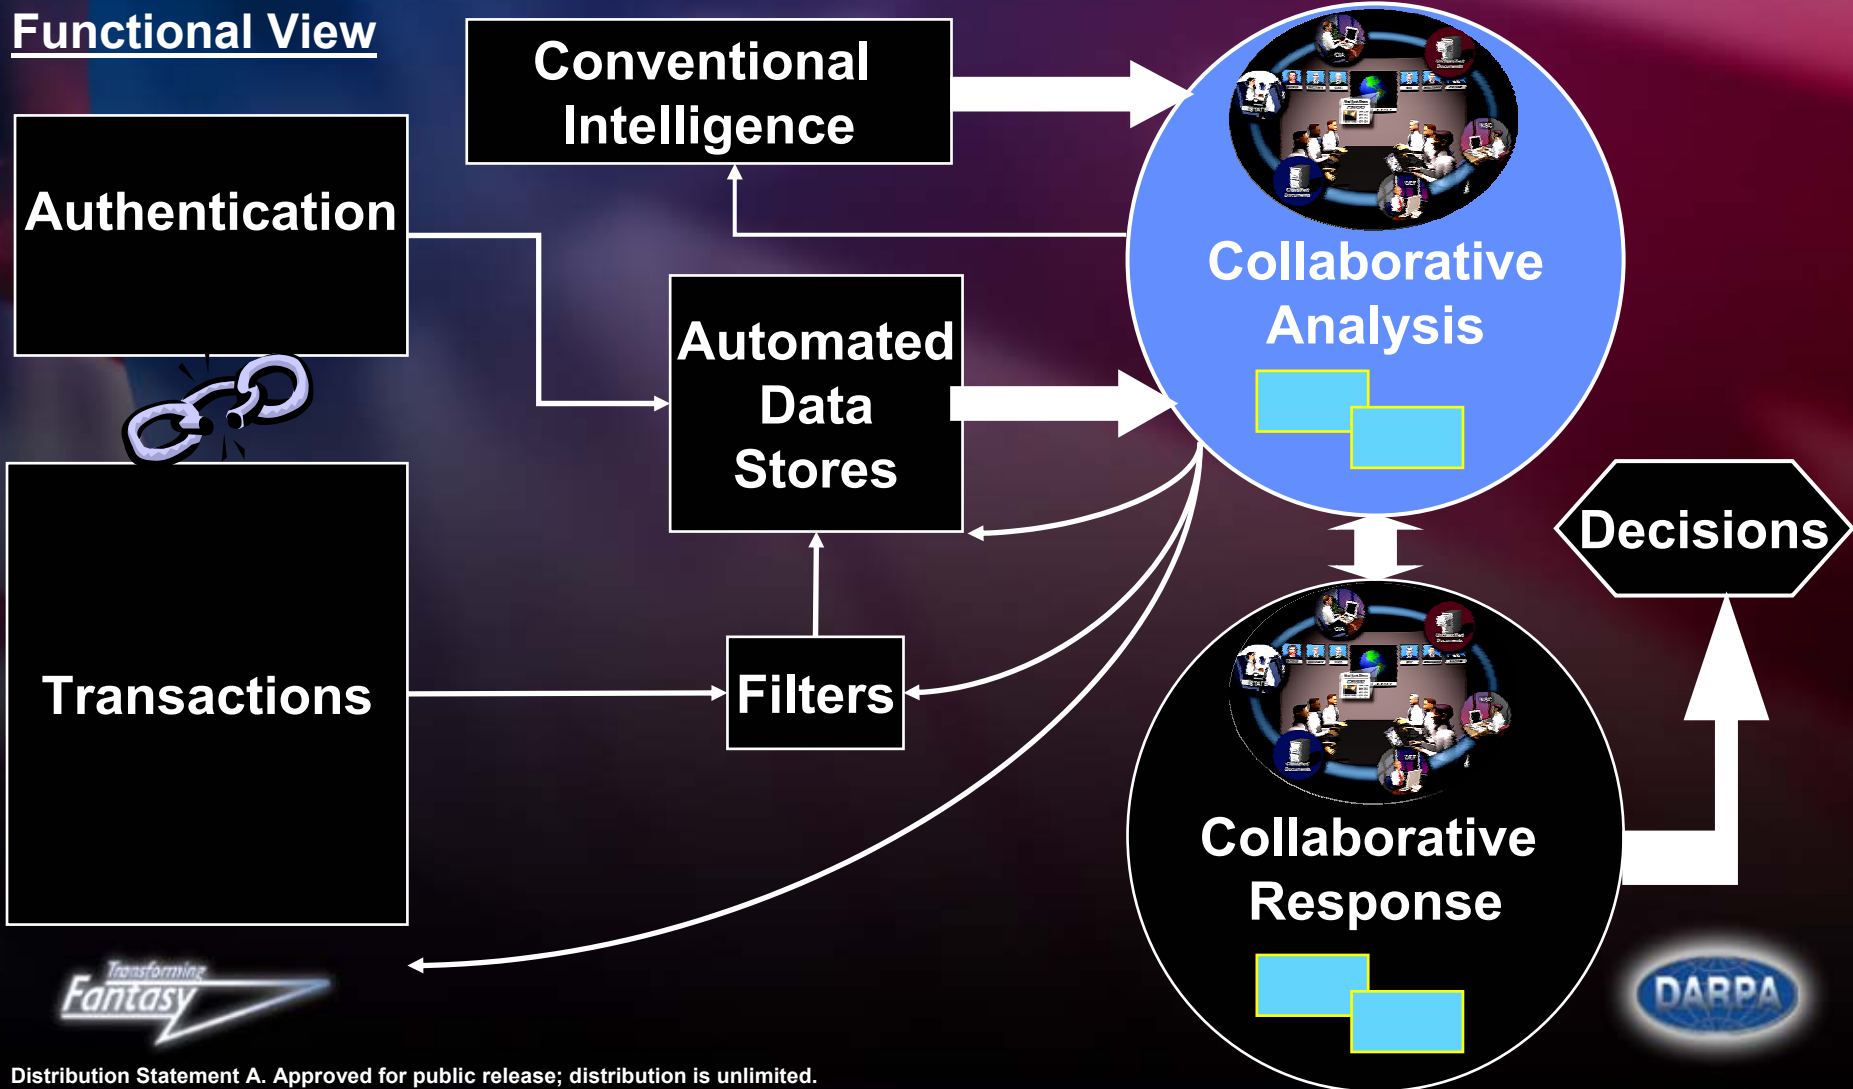 Functional View
Conventional
Intelligence
Authentication
Collaborative
Analysis
Automated
Data
Stores
Decisions
Transactions
Filters
Collaborative
Response
Transforming
Fantasy
DARPA
Distribution Statement A. Approved for public release; distribution is unlimited.